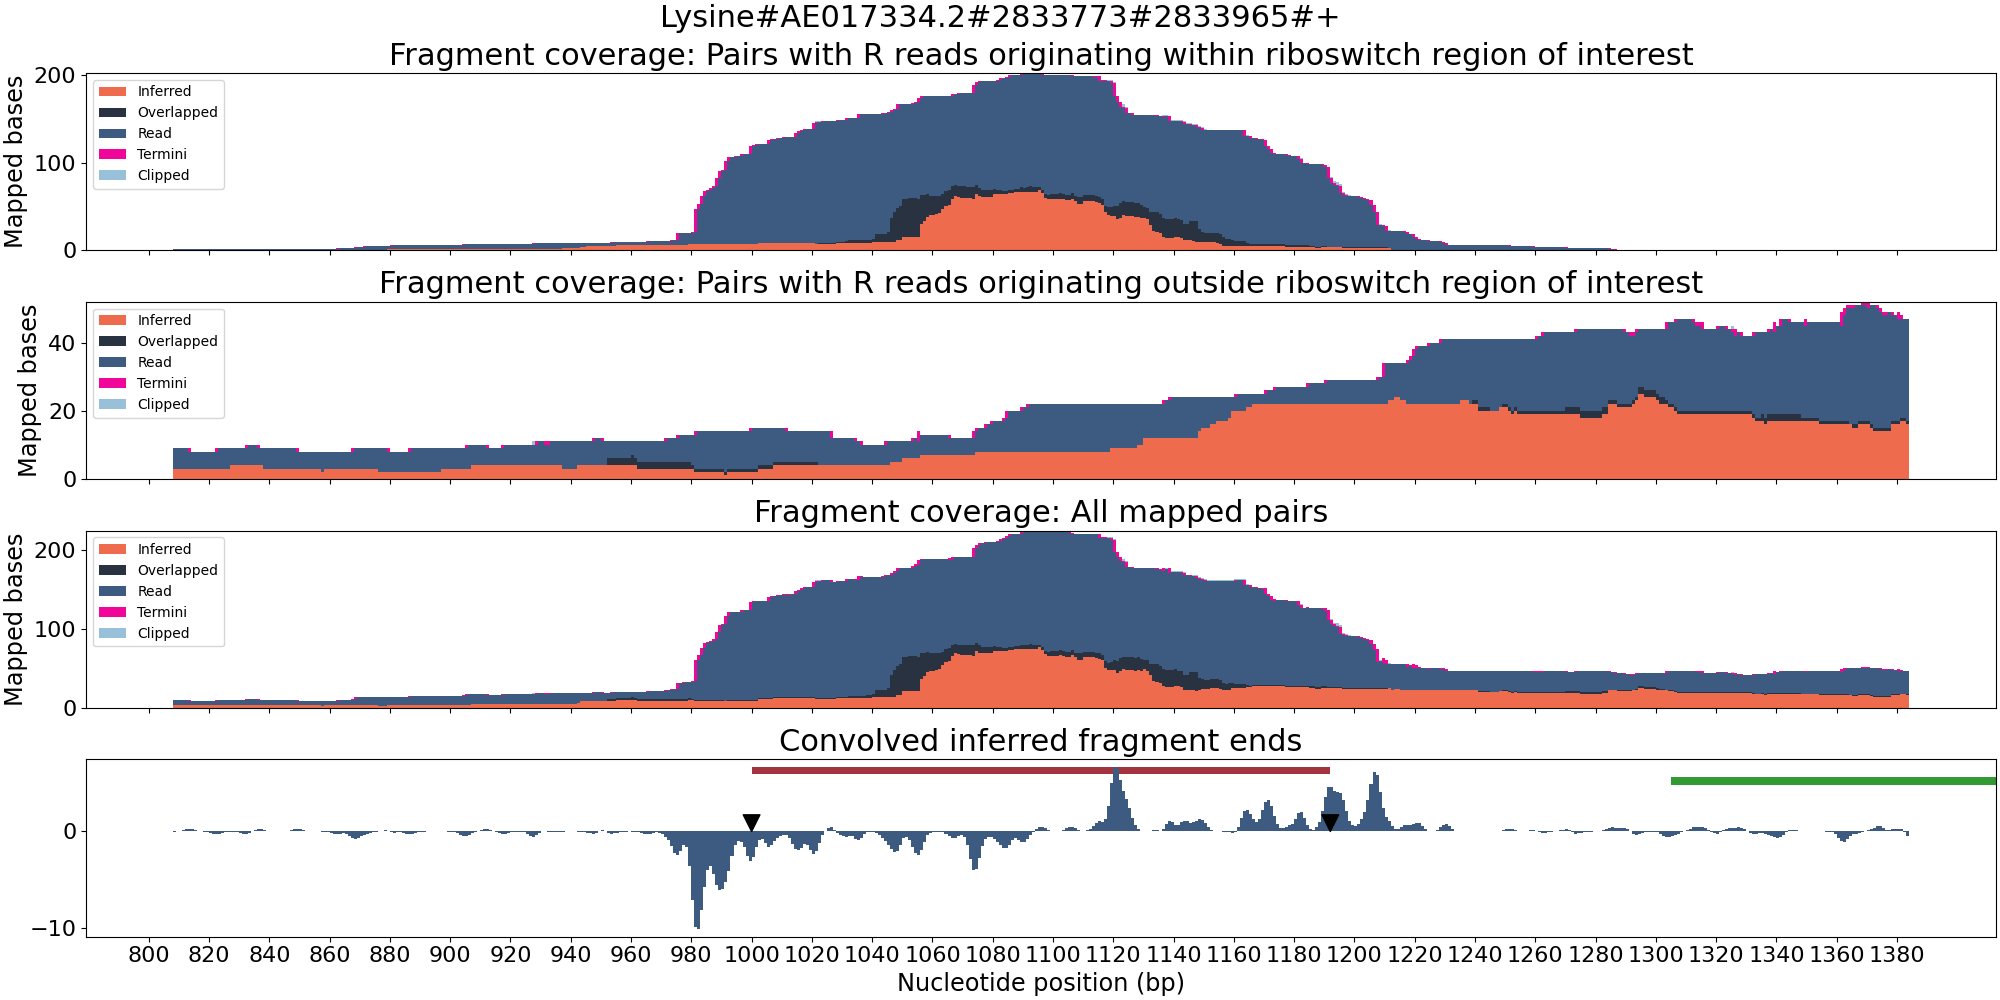 Lysine#AE017334.2#2833773#2833965#+
Fragment coverage: Pairs with R reads originating within riboswitch region of interest
Mapped bases
200
100
0
Inferred
Overlapped
Read
Termini
Clipped
Fragment coverage: Pairs with R reads originating outside riboswitch region of interest
Mapped bases
40
20
0
Inferred
Overlapped
Read
Termini
Clipped
Fragment coverage: All mapped pairs
Mapped bases
200
100
0
Inferred
Overlapped
Read
Termini
Clipped
Convolved inferred fragment ends
0
−10
800 820 840 860 880 900 920 940 960 980 1000 1020 1040 1060 1080 1100 1120 1140 1160 1180 1200 1220 1240 1260 1280 1300 1320 1340 1360 1380
Nucleotide position (bp)